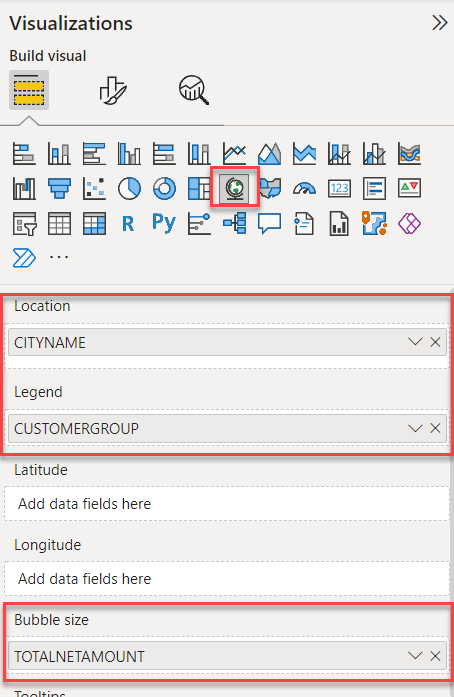 Visualizations
Build visual
123
R
Py
...
Location
CITYNAME
Legend
CUSTOMERGROUP
Latitude
Add data fields here
Longitude
Add data fields here
Bubble size
TOTALNETAMOUNT
Tooltips